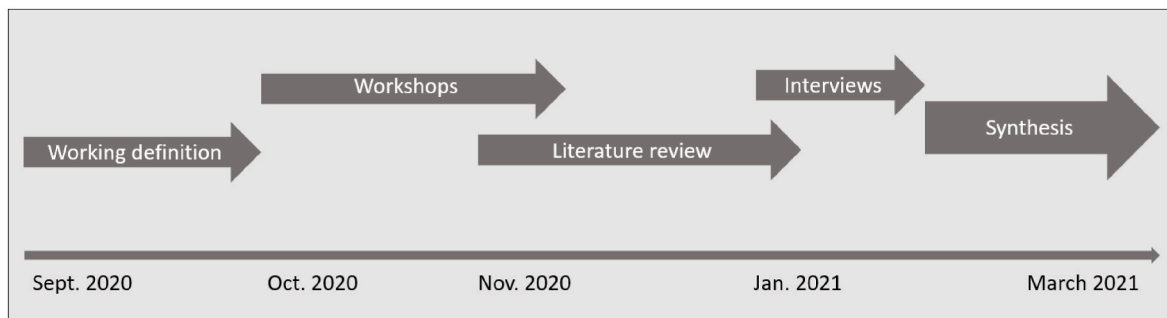 Workshops
Interviews
Working definition
Literature review
Synthesis
Sept. 2020
Oct. 2020
Nov. 2020
Jan. 2021
March 2021